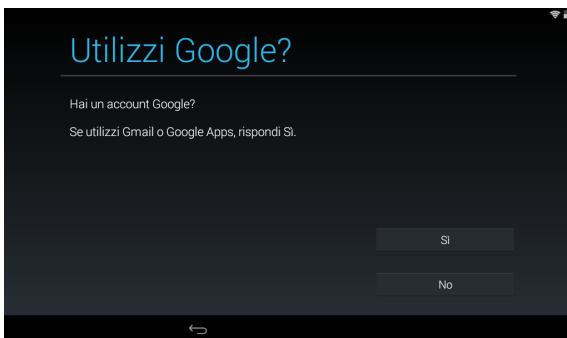 Utilizzi Google?
Hai un account Google?
Se utilizzi Gmail o Google Apps, rispondi Sì.
Sì
No